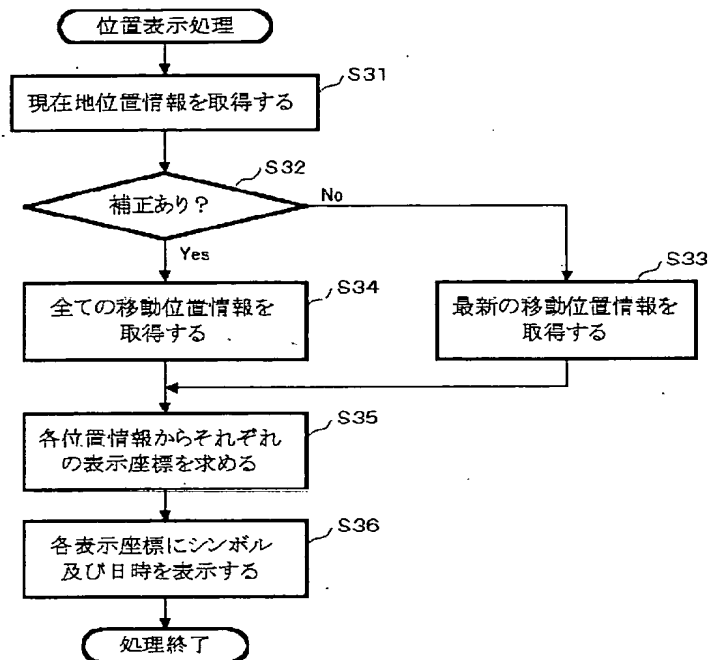 位置表示処理
S31
現在地位置情報を取得する
S32
補正あり？
No
Yes
S33
最新の移動位置情報を
取得する
S34
全ての移動位置情報を
取得する
S35
各位置情報からそれぞれ
の表示座標を求める
S36
各表示座標にシンボル
及び日時を表示する
処理終了